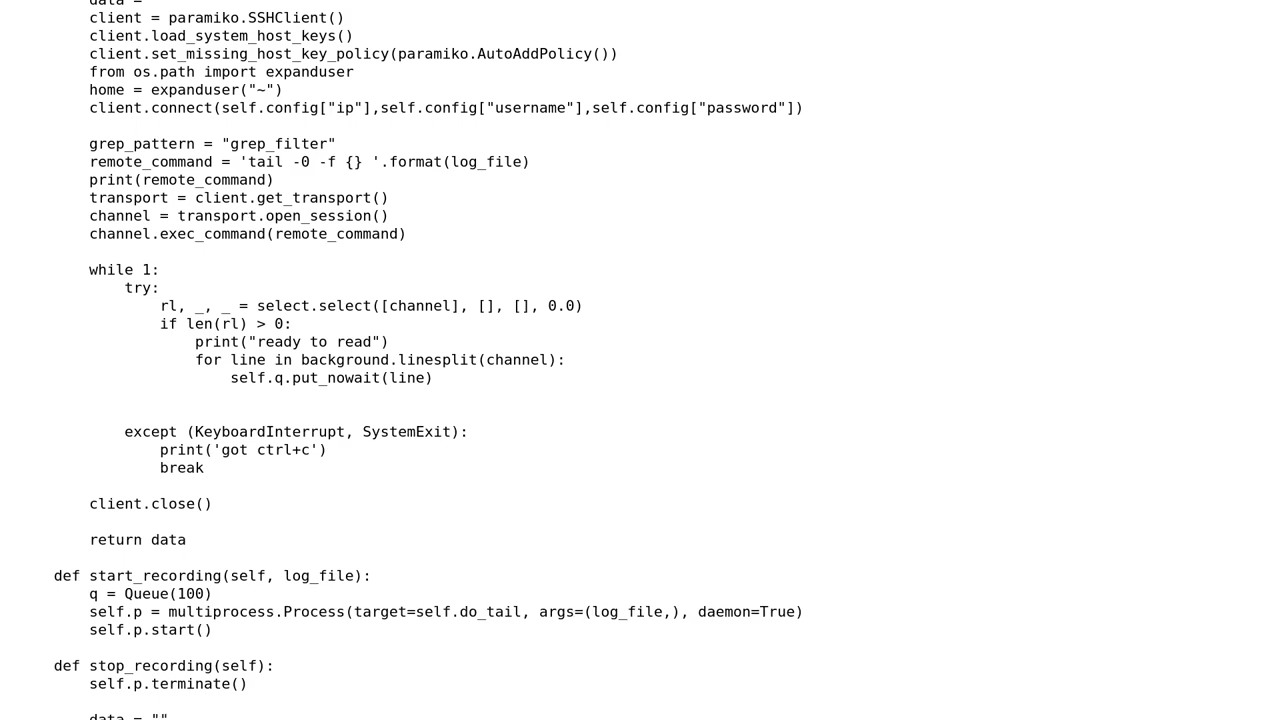 data =
client = paramiko.SSHClient()
client.load_system_host_keys()
client.set_missing_host_key_policy(paramiko.AutoAddPolicy())
from os.path import expanduser
home = expanduser("~")
client.connect(self.config["ip"],self.config["username"],self.config["password"])
grep_pattern = "grep_filter"
remote_command = 'tail -0 -f {} '.format(log_file)
print(remote_command)
transport = client.get_transport()
channel = transport.open_session()
channel.exec_command(remote_command)
while 1:
try:
rl, _, _ = select.select([channel], [], [], 0.0)
if len(rl) > 0:
print("ready to read")
for line in background.linesplit(channel):
self.q.put_nowait(line)
except (KeyboardInterrupt, SystemExit):
print('got ctrl+c')
break
client.close()
return data
def start_recording(self, log_file):
q = Queue(100)
self.p = multiprocess.Process(target=self.do_tail, args=(log_file,), daemon=True)
self.p.start()
def stop_recording(self):
self.p.terminate()
data = ""